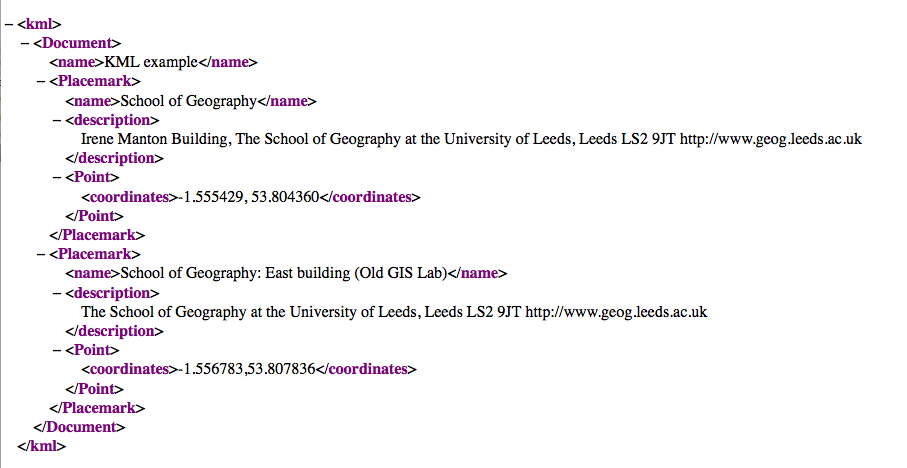 – <kml>
– <Document>
<name>KML example</name>
– <Placemark>
<name>School of Geography</name>
– <description>
Irene Manton Building, The School of Geography at the University of Leeds, Leeds LS2 9JT http://www.geog.leeds.ac.uk
</description>
– <Point>
<coordinates>-1.555429, 53.804360</coordinates>
</Point>
</Placemark>
– <Placemark>
<name>School of Geography: East building (Old GIS Lab)</name>
– <description>
The School of Geography at the University of Leeds, Leeds LS2 9JT http://www.geog.leeds.ac.uk
</description>
– <Point>
<coordinates>-1.556783,53.807836</coordinates>
</Point>
</Placemark>
</Document>
</kml>